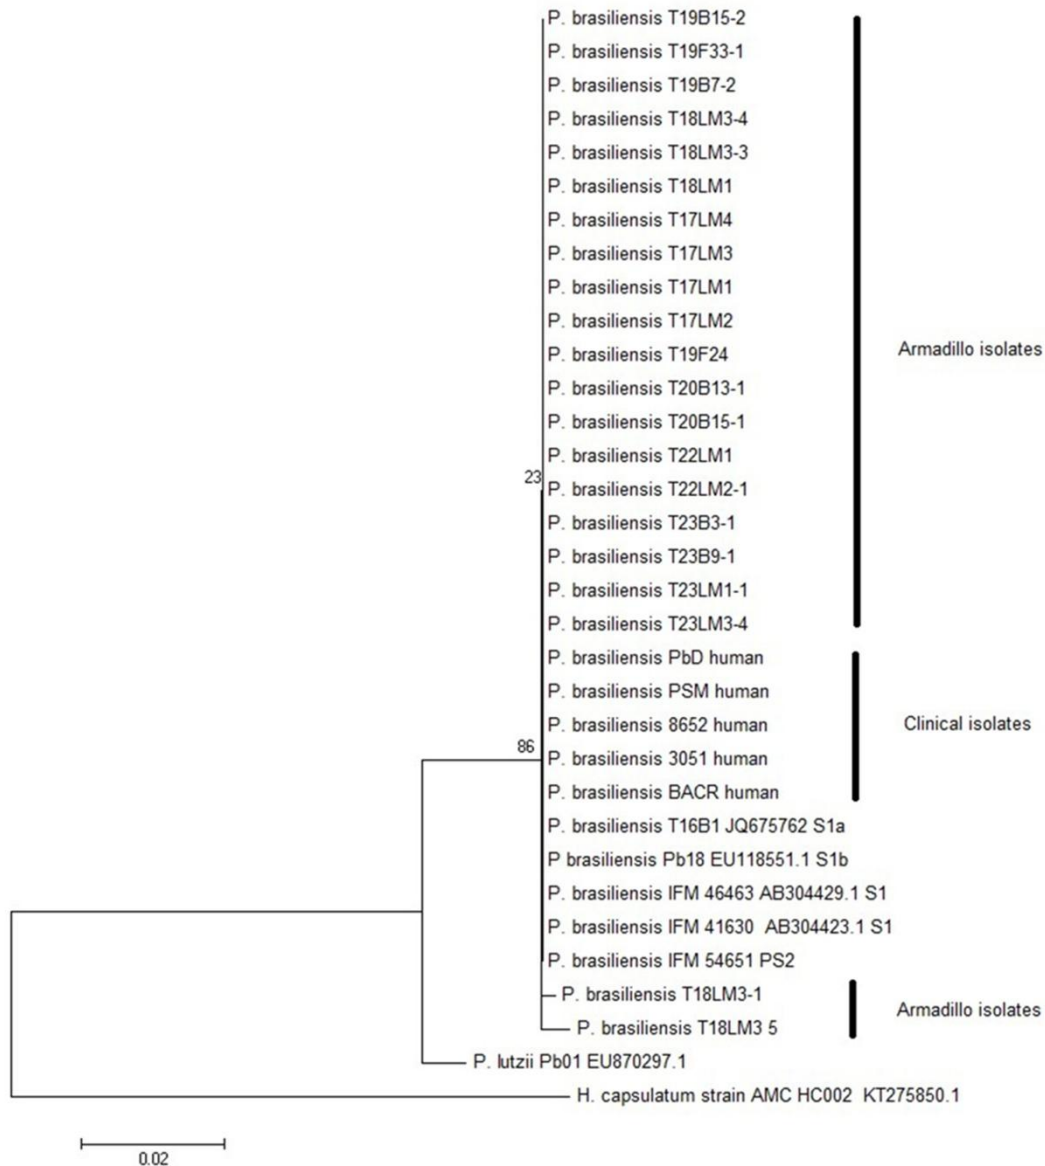 P. brasiliensis T19B15-2
P. brasiliensis T19F33-1
P. brasiliensis T19B7-2
P. brasiliensis T18LM3-4
P. brasiliensis T18LM3-3
P. brasiliensis T18LM1
P. brasiliensis T17LM4
P. brasiliensis T17LM3
P. brasiliensis T17LM1
P. brasiliensis T17LM2
P. brasiliensis T19F24
Armadillo isolates
P. brasiliensis T20B13-1
P. brasiliensis T20B15-1
P. brasiliensis T22LM1
23
P. brasiliensis T22LM2-1
P. brasiliensis T23B3-1
P. brasiliensis T23B9-1
P. brasiliensis T23LM1-1
P. brasiliensis T23LM3-4
P. brasiliensis PbD human
P. brasiliensis PSM human
P. brasiliensis 8652 human
Clinical isolates
86
P. brasiliensis 3051 human
P. brasiliensis BACR human
P. brasiliensis T16B1 JQ675762 S1a
P brasiliensis Pb18 EU118551.1 S1b
P. brasiliensis IFM 46463 AB304429.1 S1
P. brasiliensis IFM 41630 AB304423.1 S1
P. brasiliensis IFM 54651 PS2
P. brasiliensis T18LM3-1
Armadillo isolates
P. brasiliensis T18LM3 5
P. lutzii Pb01 EU870297.1
H. capsulatum strain AMC HC002 KT275850.1
0.02